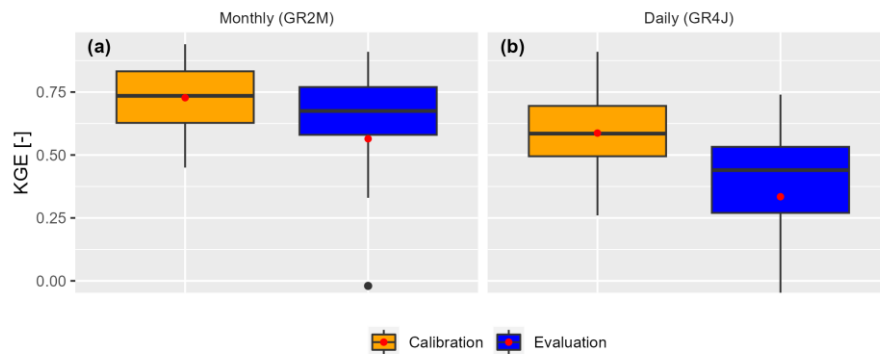 Monthly (GR2M)
Daily (GR4J)
(a)
(b)
KGE [-]
0.75
0.50
0.25
0.00
Calibration
Evaluation